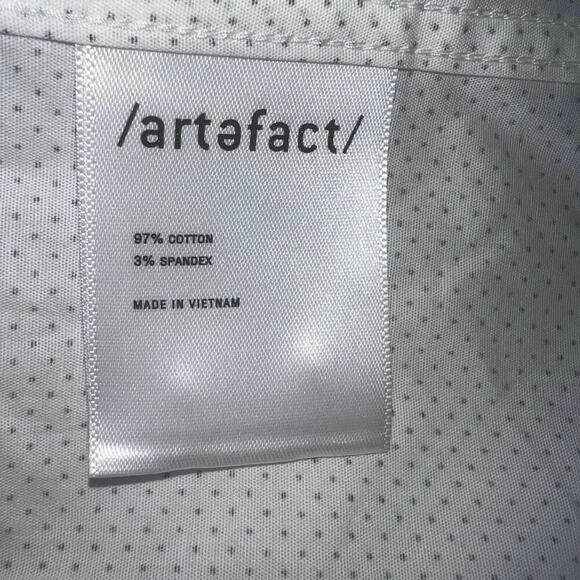 /artəfact/
97% COTTON
3% SPANDEX
MADE IN VIETNAM